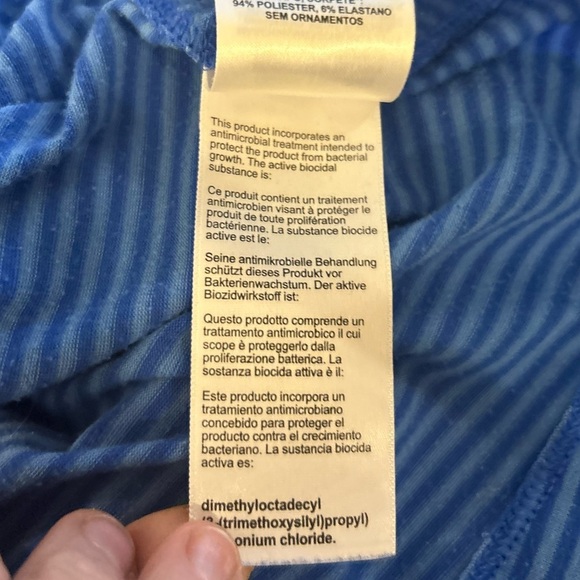 94% POLIESTER, 6% ELASTANO
SEM ORNAMENTOS
This product incorporates an
antimicrobial treatment intended to
protect the product from bacterial
growth. The active biocidal
substance is:
Ce produit contient un traitement
antimicrobien visant à protéger le
produit de toute prolifération
bactérienne. La substance biocide
active est le:
Seine antimikrobielle Behandlung
schützt dieses Produkt vor
Bakterienwachstum. Der aktive
Biozidwirkstoff ist:
Questo prodotto comprende un
trattamento antimicrobico il cui
scope è proteggerlo dalla
proliferazione batterica. La
sostanza biocida attiva è il:
Este producto incorpora un
tratamiento antimicrobiano
concebido para proteger el
producto contra el crecimiento
bacteriano. La sustancia biocida
activa es:
dimethyloctadecyl
(trimethoxysilyl)propyl)
onium chloride.